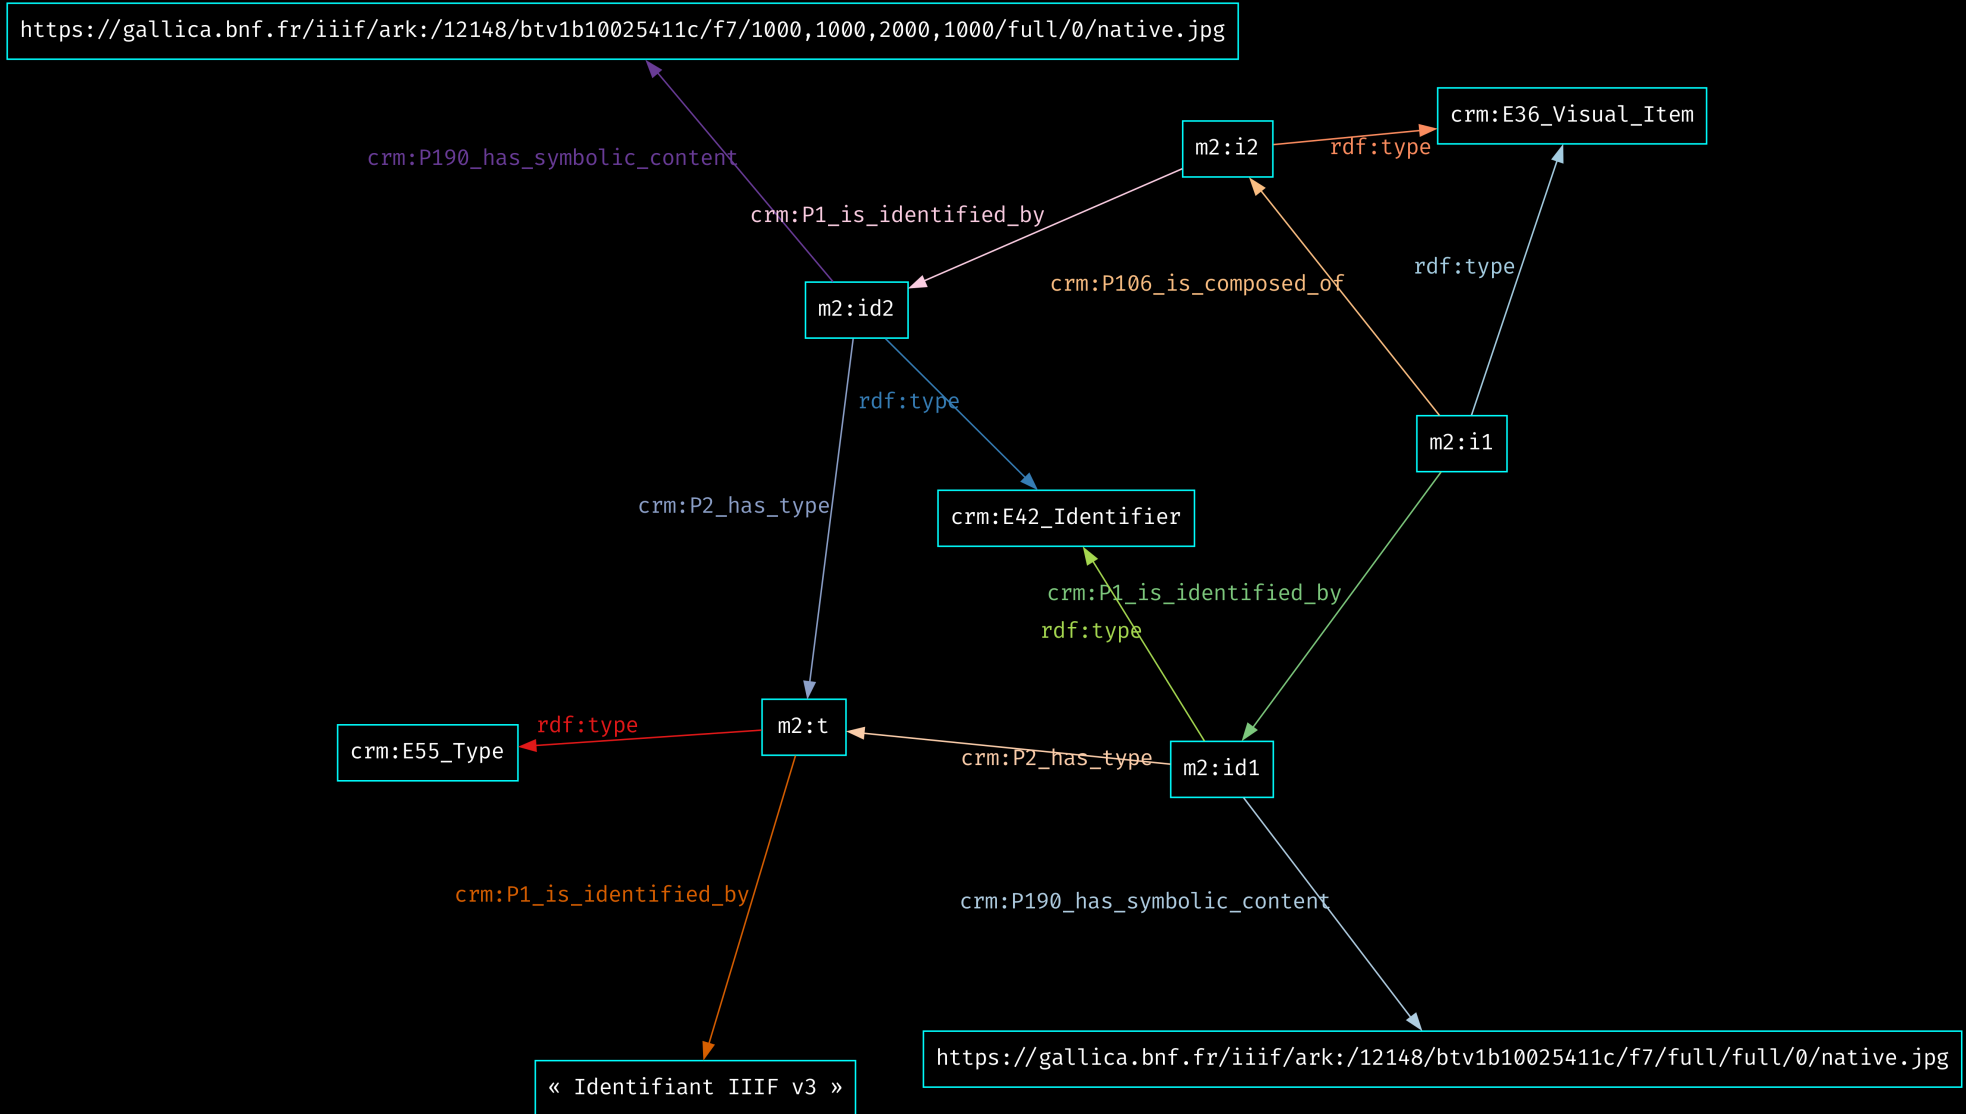 https://gallica.bnf.fr/iiif/ark:/12148/btv1b10025411c/f7/1000,1000,2000,1000/full/0/native.jpg
crm:E36_Visual_Item
m2:i2
rdf:type
crm:P190_has_symbolic_content
crm:P1_is_identified_by
rdf:type
crm:P106_is_composed_of
m2:id2
rdf:type
m2:i1
crm:P2_has_type
crm:E42_Identifier
crm:P1_is_identified_by
rdf:type
rdf:type
m2:t
crm:E55_Type
crm:P2_has_type
m2:id1
crm:P1_is_identified_by
crm:P190_has_symbolic_content
https://gallica.bnf.fr/iiif/ark:/12148/btv1b10025411c/f7/full/full/0/native.jpg
« Identifiant IIIF v3 »